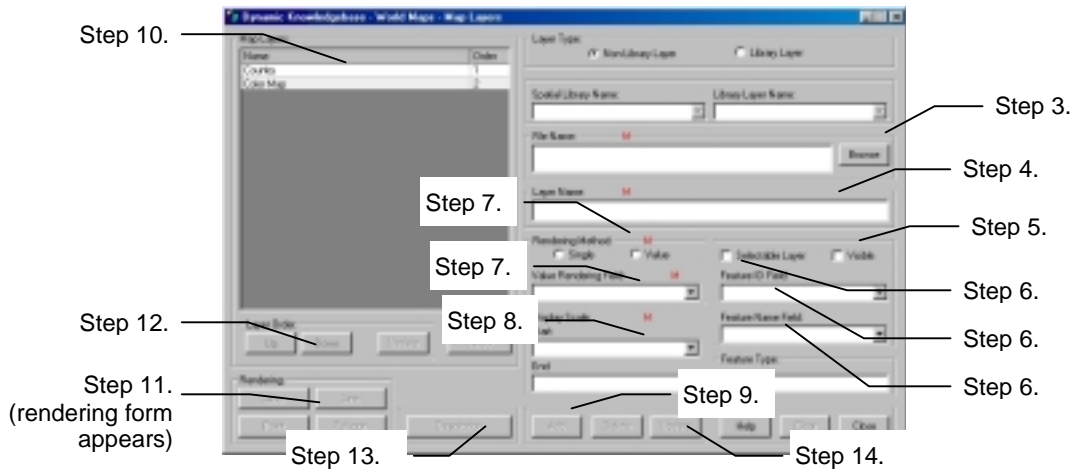 Dynamic Knowledgebase - World Maps - Map Layers
Step 10.
Map Layers
Name
Order
Country
1
Color Map
2
Layer Type:
Non-Library Layer
Library Layer
Spatial Library Name:
Library Layer Name:
Step 3.
File Name:
M
Browse
Step 4.
Layer Name:
M
Step 7.
Step 5.
Rendering Method
M
Single
Value
Selectable Layer
Visible
Step 7.
Value Rendering Field:
M
Feature ID Field:
Step 6.
Step 12.
Layer Order
Up
Down
Step 8.
M
Feature Name Field:
Step 6.
End
Feature Type:
Step 11.
(rendering form
appears)
Rendering
Step 9.
Step 6.
Add
Help
Close
Step 13.
Step 14.